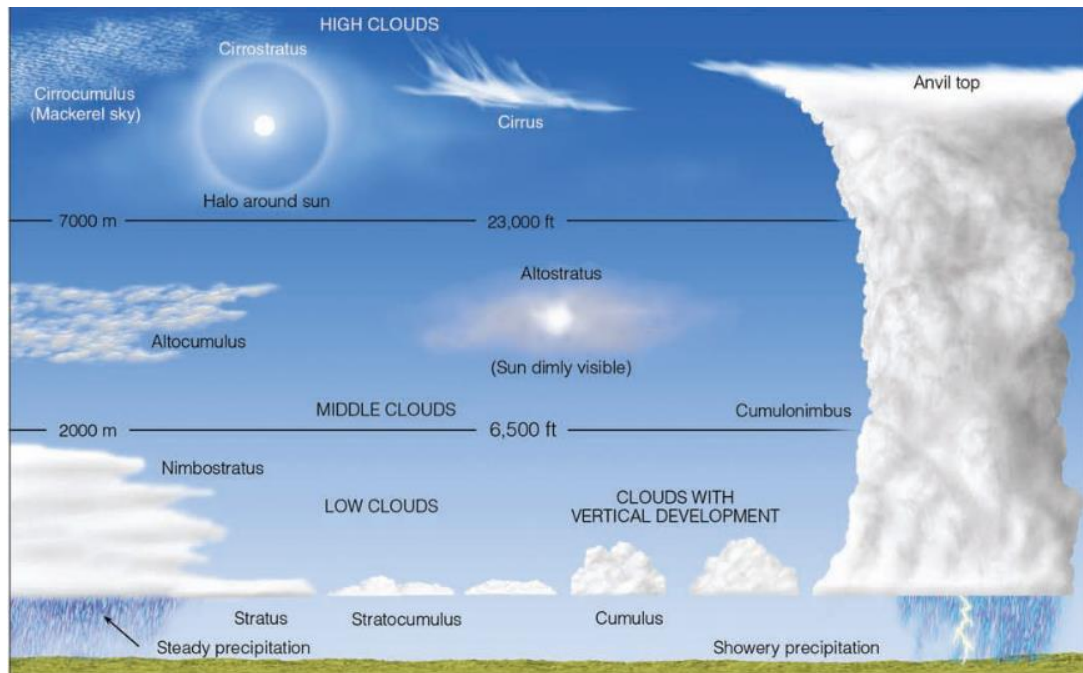 HIGH CLOUDS
Cirrostratus
Cirrocumulus
(Mackerel sky)
Cirrus
Anvil top
Halo around sun
7000 m
23,000 ft
Altostratus
Altocumulus
(Sun dimly visible)
MIDDLE CLOUDS
Cumulonimbus
2000 m
6,500 ft
Nimbostratus
LOW CLOUDS
CLOUDS WITH
VERTICAL DEVELOPMENT
Stratus
Stratocumulus
Cumulus
Steady precipitation
Showery precipitation